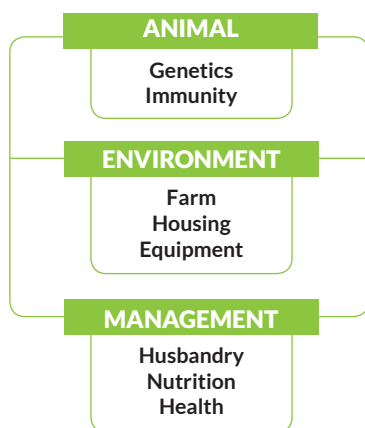 ANIMAL
Genetics
Immunity
ENVIRONMENT
Farm
Housing
Equipment
MANAGEMENT
Husbandry
Nutrition
Health